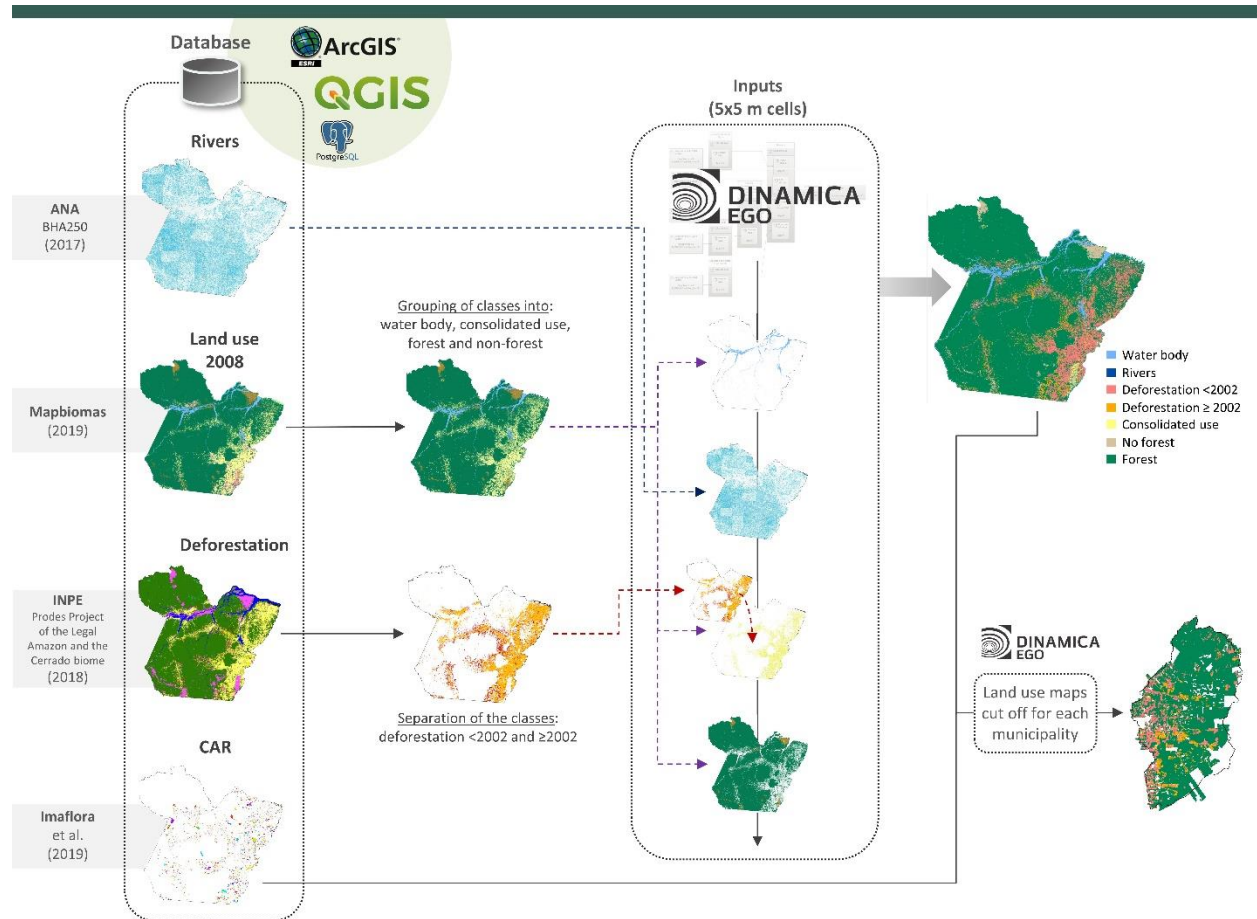 Database
ArcGIS®
ESRI
QGIS
PostgreSQL
Rivers
ANA
BHA250
(2017)
Land use
2008
Mapbiomas
(2019)
Grouping of classes into:
water body, consolidated use,
forest and non-forest
Deforestation
INPE
Prodes Project
of the Legal
Amazon and the
Cerrado biome
(2018)
Separation of the classes:
deforestation <2002 and ≥2002
CAR
Imaflora
et al.
(2019)
Inputs
(5x5 m cells)
DINAMICA
EGO
Water body
Rivers
Deforestation <2002
Deforestation ≥ 2002
Consolidated use
No forest
Forest
DINAMICA
EGO
Land use maps
cut off for each
municipality